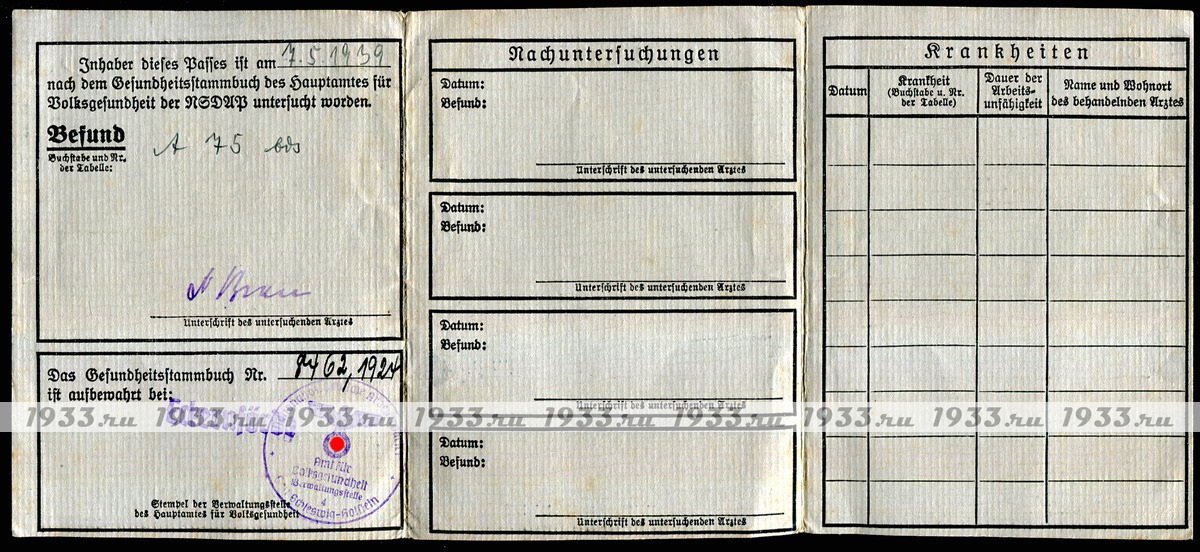 Inhaber dieses Passes ist am 7.5.1939
nach dem Gesundheitsstammbuch des Hauptamtes für
Volksgesundheit der NSDAP untersucht worden.
Befund
A 75 bds
Buchstabe und Nr.
der Tabelle:
Unterschrift des untersuchenden Arztes
Das Gesundheitsstammbuch Nr.
ist aufbewahrt bei:
Amt für
Volksgesundheit
Verwaltungsstelle
4
Schleswig-Holstein
Stempel der Verwaltungsstelle
des Hauptamtes für Volksgesundheit
Nachuntersuchungen
Datum:
Befund:
Unterschrift des untersuchenden Arztes
Datum:
Befund:
Unterschrift des untersuchenden Arztes
Datum:
Befund:
Unterschrift des untersuchenden Arztes
Datum:
Befund:
Unterschrift des untersuchenden Arztes
Krankheiten
Datum
Krankheit
(Buchstabe u. Nr.
der Tabelle)
Dauer der
Arbeits-
unfähigkeit
Name und Wohnort
des behandelnden Arztes
1933.ru 1933.ru 1933.ru 1933.ru 1933.ru 1933.ru 1933.ru 1933.ru 1933.ru